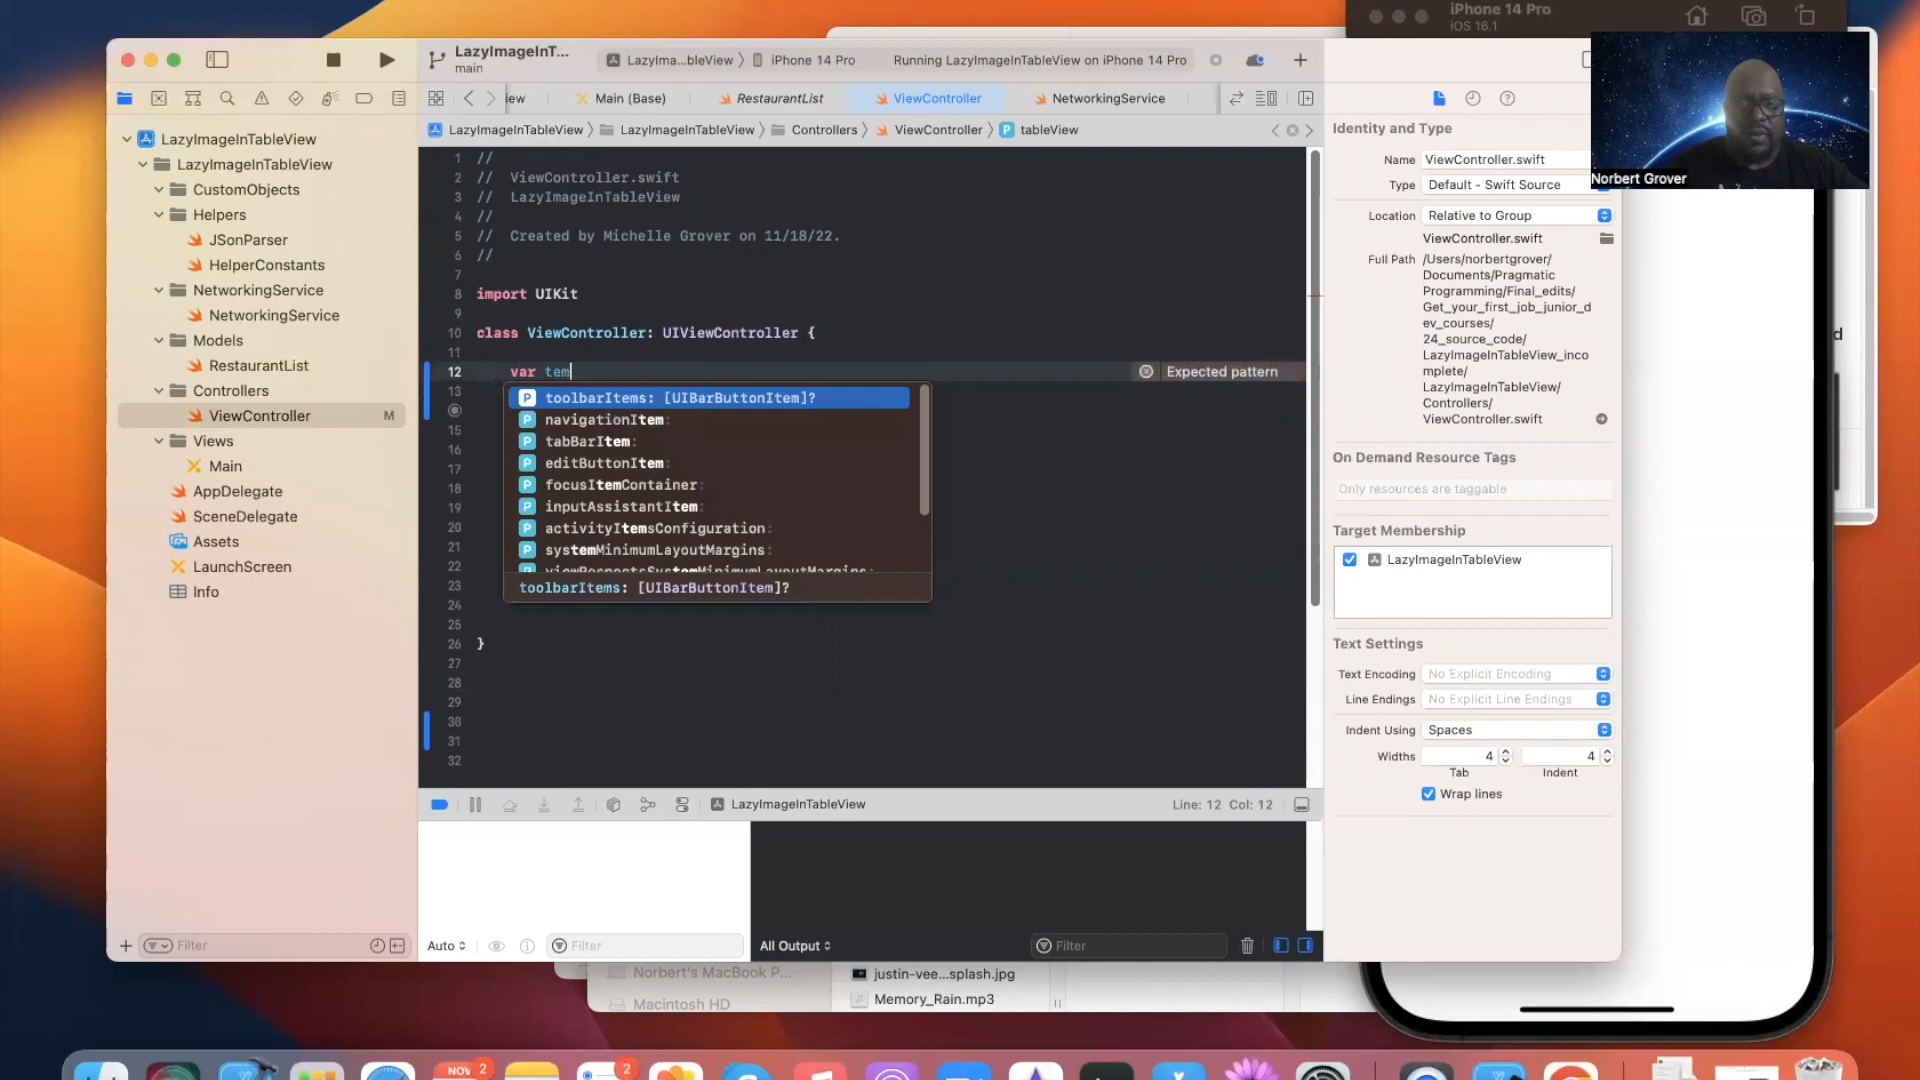 iPhone 14 Pro
iOS 16.1
LazyImageInT...
main
LazyIma...bleView
iPhone 14 Pro
Running LazyImageInTableView on iPhone 14 Pro
iew
Main (Base)
RestaurantList
ViewController
NetworkingService
LazyImageInTableView
LazyImageInTableView
Controllers
ViewController
P
tableView
LazyImageInTableView
LazyImageInTableView
CustomObjects
Helpers
JSonParser
HelperConstants
NetworkingService
NetworkingService
Models
RestaurantList
Controllers
ViewController
M
Views
Main
AppDelegate
SceneDelegate
Assets
LaunchScreen
Info
Filter
1 //
2 // ViewController.swift
3 // LazyImageInTableView
4 //
5 // Created by Michelle Grover on 11/18/22.
6 //
7
8 import UIKit
9
10 class ViewController: UIViewController {
11
12 var tem
Expected pattern
13
15
16
17
18
19
20
21
22
23
24
25
26 }
27
28
29
30
31
32
P toolbarItems: [UIBarButtonItem]?
P navigationItem:
P tabBarItem:
P editButtonItem:
P focusItemContainer:
P inputAssistantItem:
P activityItemsConfiguration:
P systemMinimumLayoutMargins:
viewRespectsSystemMinimumLayoutMargins:
toolbarItems: [UIBarButtonItem]?
LazyImageInTableView
Line: 12 Col: 12
Auto
Filter
All Output
Filter
Norbert Grover
Identity and Type
Name ViewController.swift
Type Default - Swift Source
Location Relative to Group
ViewController.swift
Full Path /Users/norbertgrover/
Documents/Pragmatic
Programming/Final_edits/
Get_your_first_job_junior_d
ev_courses/
24_source_code/
LazyImageInTableView_inco
mplete/
LazyImageInTableView/
Controllers/
ViewController.swift
On Demand Resource Tags
Only resources are taggable
Target Membership
LazyImageInTableView
Text Settings
Text Encoding No Explicit Encoding
Line Endings No Explicit Line Endings
Indent Using Spaces
Widths 4 4
Tab Indent
Wrap lines
d
Norbert's MacBook P...
Macintosh HD
justin-vee...splash.jpg
Memory_Rain.mp3
NOV 2
2